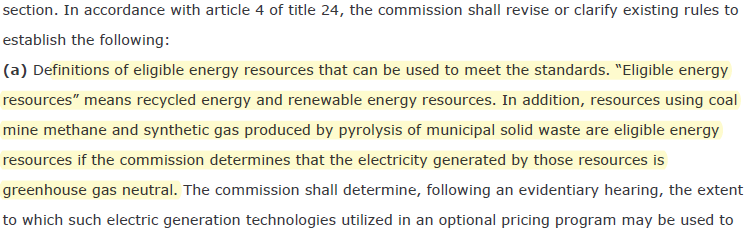 section. In accordance with article 4 of title 24, the commission shall revise or clarify existing rules to
establish the following:
(a) Definitions of eligible energy resources that can be used to meet the standards. “Eligible energy
resources” means recycled energy and renewable energy resources. In addition, resources using coal
mine methane and synthetic gas produced by pyrolysis of municipal solid waste are eligible energy
resources if the commission determines that the electricity generated by those resources is
greenhouse gas neutral. The commission shall determine, following an evidentiary hearing, the extent
to which such electric generation technologies utilized in an optional pricing program may be used to